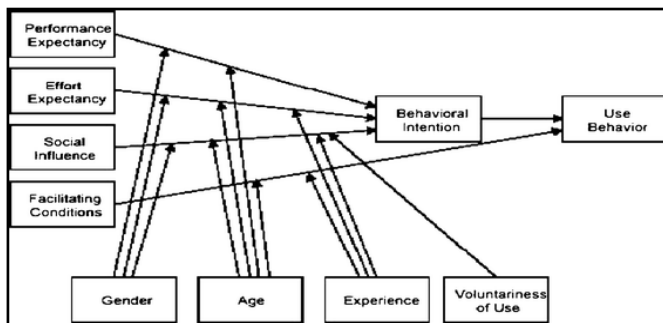 Performance
Expectancy
Effort
Expectancy
Social
Influence
Facilitating
Conditions
Behavioral
Intention
Use
Behavior
Gender
Age
Experience
Voluntariness
of Use